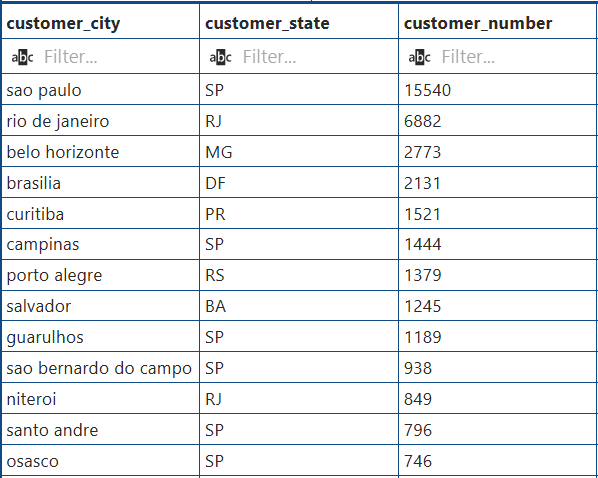 customer_city customer_state customer_number
abc Filter... abc Filter... abc Filter...
sao paulo SP 15540
rio de janeiro RJ 6882
belo horizonte MG 2773
brasilia DF 2131
curitiba PR 1521
campinas SP 1444
porto alegre RS 1379
salvador BA 1245
guarulhos SP 1189
sao bernardo do campo SP 938
niteroi RJ 849
santo andre SP 796
osasco SP 746